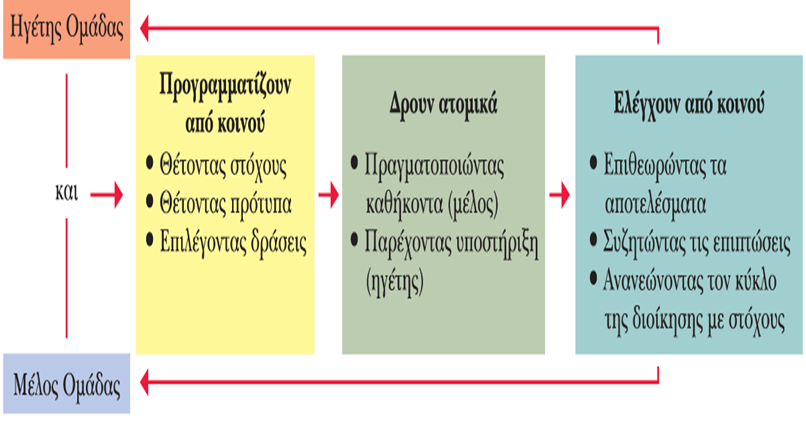 Ηγέτης Ομάδας
και
Μέλος Ομάδας
Προγραμματίζουν
από κοινού
• Θέτοντας στόχους
• Θέτοντας πρότυπα
• Επιλέγοντας δράσεις
Δρουν ατομικά
• Πραγματοποιώντας
καθήκοντα (μέλος)
• Παρέχοντας υποστήριξη
(ηγέτης)
Ελέγχουν από κοινού
• Επιθεωρώντας τα
αποτελέσματα
• Συζητώντας τις επιπτώσεις
• Ανανεώνοντας τον κύκλο
της διοίκησης με στόχους